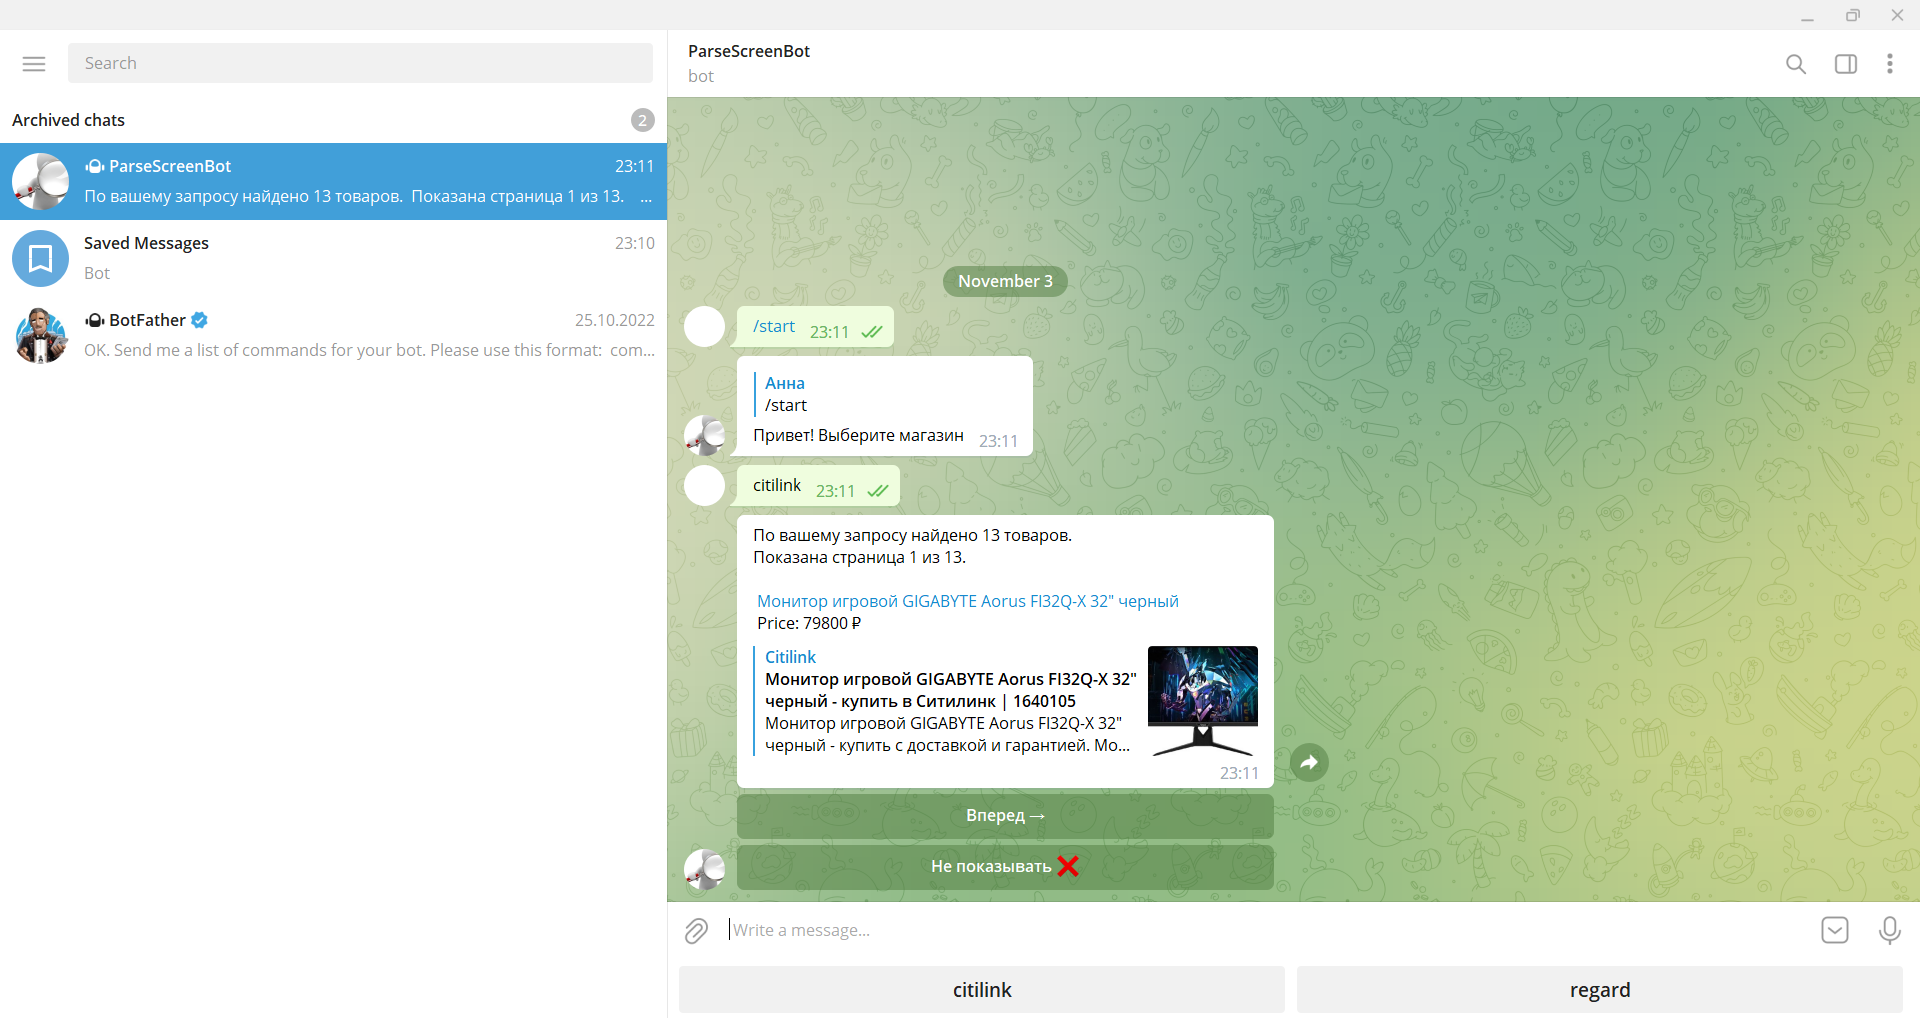 Search
Archived chats
2
ParseScreenBot
23:11
По вашему запросу найдено 13 товаров. Показана страница 1 из 13. ...
Saved Messages
23:10
Bot
BotFather
25.10.2022
OK. Send me a list of commands for your bot. Please use this format: com...
ParseScreenBot
bot
November 3
/start 23:11
Анна
/start
Привет! Выберите магазин 23:11
citilink 23:11
По вашему запросу найдено 13 товаров.
Показана страница 1 из 13.
Монитор игровой GIGABYTE Aorus FI32Q-X 32" черный
Price: 79800 ₽
Citilink
Монитор игровой GIGABYTE Aorus FI32Q-X 32"
черный - купить в Ситилинк | 1640105
Монитор игровой GIGABYTE Aorus FI32Q-X 32"
черный - купить с доставкой и гарантией. Мо...
23:11
Вперед →
Не показывать ❌
Write a message...
citilink
regard